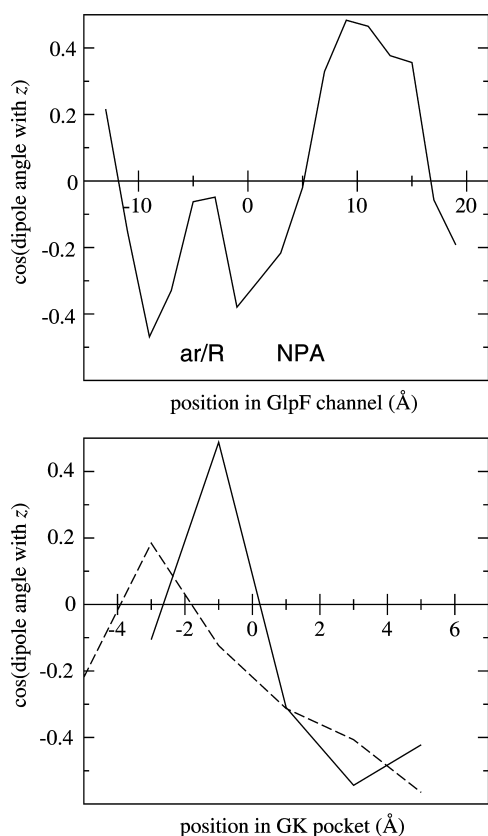 0.4
0.2
0
-0.2
-0.4
cos(dipole angle with z)
-10 0 10 20
ar/R NPA
position in GlpF channel (Å)
0.4
0.2
0
-0.2
-0.4
cos(dipole angle with z)
-4 -2 0 2 4 6
position in GK pocket (Å)